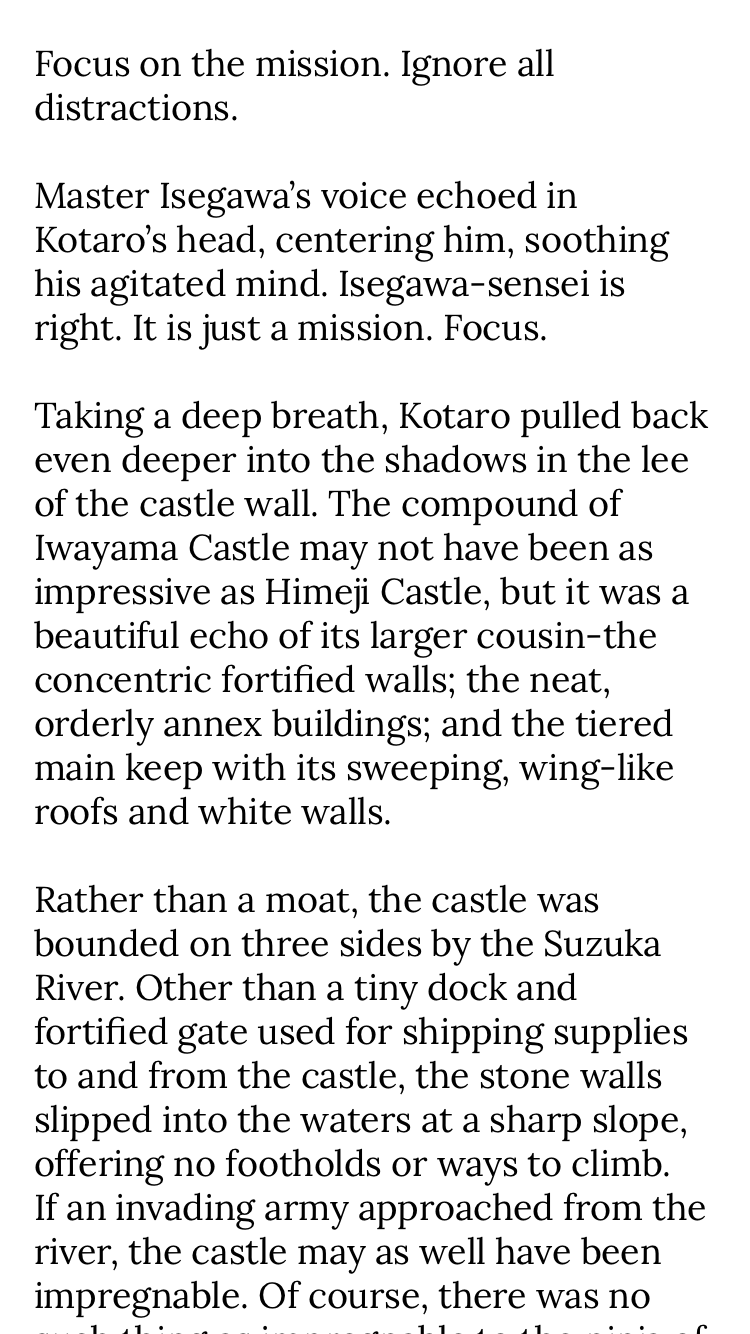 Focus on the mission. Ignore all
distractions.
Master Isegawa’s voice echoed in
Kotaro’s head, centering him, soothing
his agitated mind. Isegawa-sensei is
right. It is just a mission. Focus.
Taking a deep breath, Kotaro pulled back
even deeper into the shadows in the lee
of the castle wall. The compound of
Iwayama Castle may not have been as
impressive as Himeji Castle, but it was a
beautiful echo of its larger cousin-the
concentric fortified walls; the neat,
orderly annex buildings; and the tiered
main keep with its sweeping, wing-like
roofs and white walls.
Rather than a moat, the castle was
bounded on three sides by the Suzuka
River. Other than a tiny dock and
fortified gate used for shipping supplies
to and from the castle, the stone walls
slipped into the waters at a sharp slope,
offering no footholds or ways to climb.
If an invading army approached from the
river, the castle may as well have been
impregnable. Of course, there was no
such thing as impregnable to the ninja of